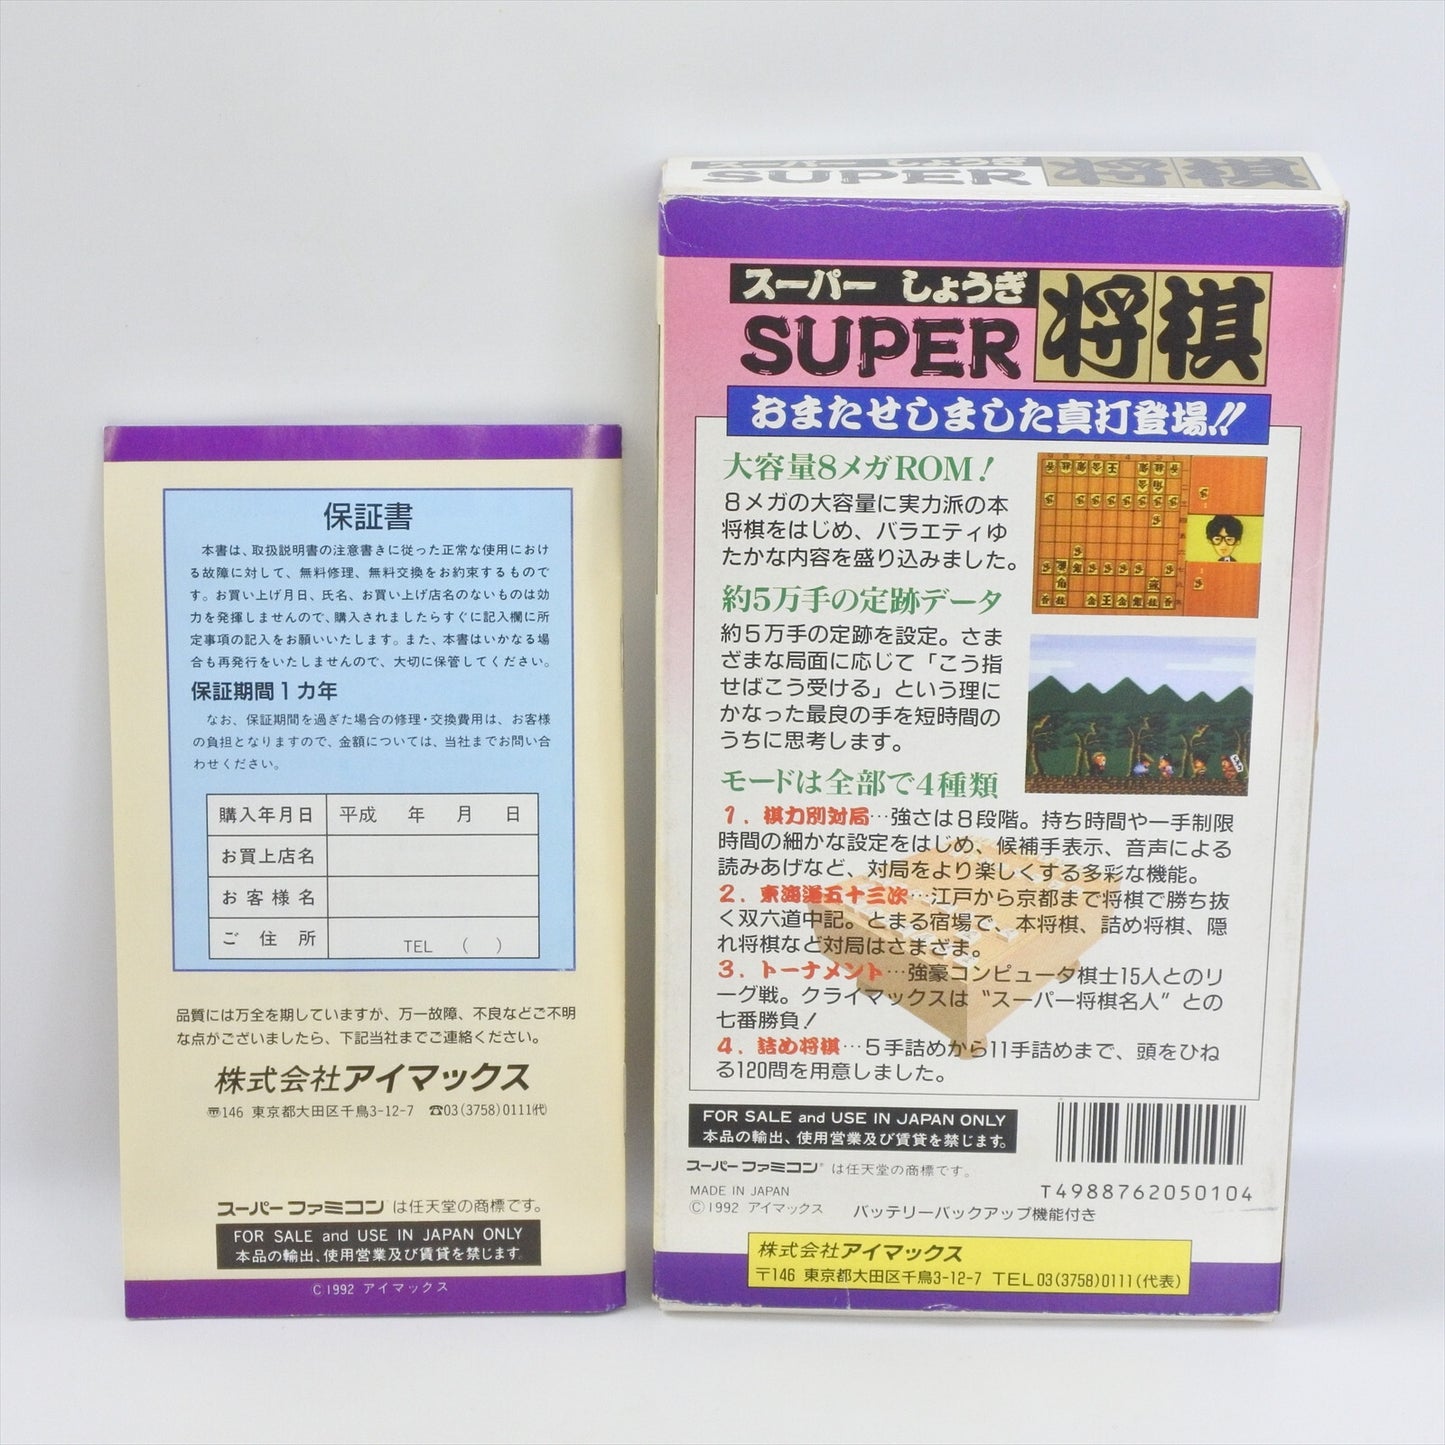 保証書
本書は、取扱説明書の注意書きに従った正常な使用におけ
る故障に対して、無料修理、無料交換をお約束するもので
す。お買い上げ月日、氏名、お買い上げ店名のないものは効
力を発揮しませんので、購入されましたらすぐに記入欄に所
定事項の記入をお願いいたします。また、本書はいかなる場
合も再発行をいたしませんので、大切に保管してください。
保証期間1カ年
なお、保証期間を過ぎた場合の修理・交換費用は、お客様
の負担となりますので、金額については、当社までお問い合
わせください。
購入年月日 平成 年 月 日
お買上店名
お客様名
ご住所 TEL ( )
品質には万全を期していますが、万一故障、不良などご不明
な点がございましたら、下記当社までご連絡ください。
株式会社アイマックス
〒146 東京都大田区千鳥3-12-7 ☎03(3758)0111(代)
スーパーファミコンは任天堂の商標です。
FOR SALE and USE IN JAPAN ONLY
本品の輸出、使用営業及び賃貸を禁じます。
©1992 アイマックス
スーパー しょうぎ
SUPER 将棋
スーパー しょうぎ
SUPER 将棋
おまたせしました真打登場!!
大容量8メガROM!
8メガの大容量に実力派の本
将棋をはじめ、バラエティゆ
たかな内容を盛り込みました。
約5万手の定跡データ
約5万手の定跡を設定。さま
ざまな局面に応じて「こう指
せばこう受ける」という理に
かなった最良の手を短時間の
うちに思考します。
モードは全部で4種類
1. 棋力別対局…強さは8段階。持ち時間や一手制限
時間の細かな設定をはじめ、候補手表示、音声による
読みあげなど、対局をより楽しくする多彩な機能。
2. 東海道五十三次…江戸から京都まで将棋で勝ち抜
く双六道中記。とまる宿場で、本将棋、詰め将棋、隠
れ将棋など対局はさまざま。
3. トーナメント…強豪コンピュータ棋士15人とのリ
ーグ戦。クライマックスは“スーパー将棋名人”との
七番勝負!
4. 詰め将棋…5手詰めから11手詰めまで、頭をひね
る120問を用意しました。
FOR SALE and USE IN JAPAN ONLY
本品の輸出、使用営業及び賃貸を禁じます。
スーパーファミコン®は任天堂の商標です。
MADE IN JAPAN
©1992 アイマックス
バッテリーバックアップ機能付き
T4988762050104
株式会社アイマックス
〒146 東京都大田区千鳥3-12-7 TEL03(3758)0111(代表)